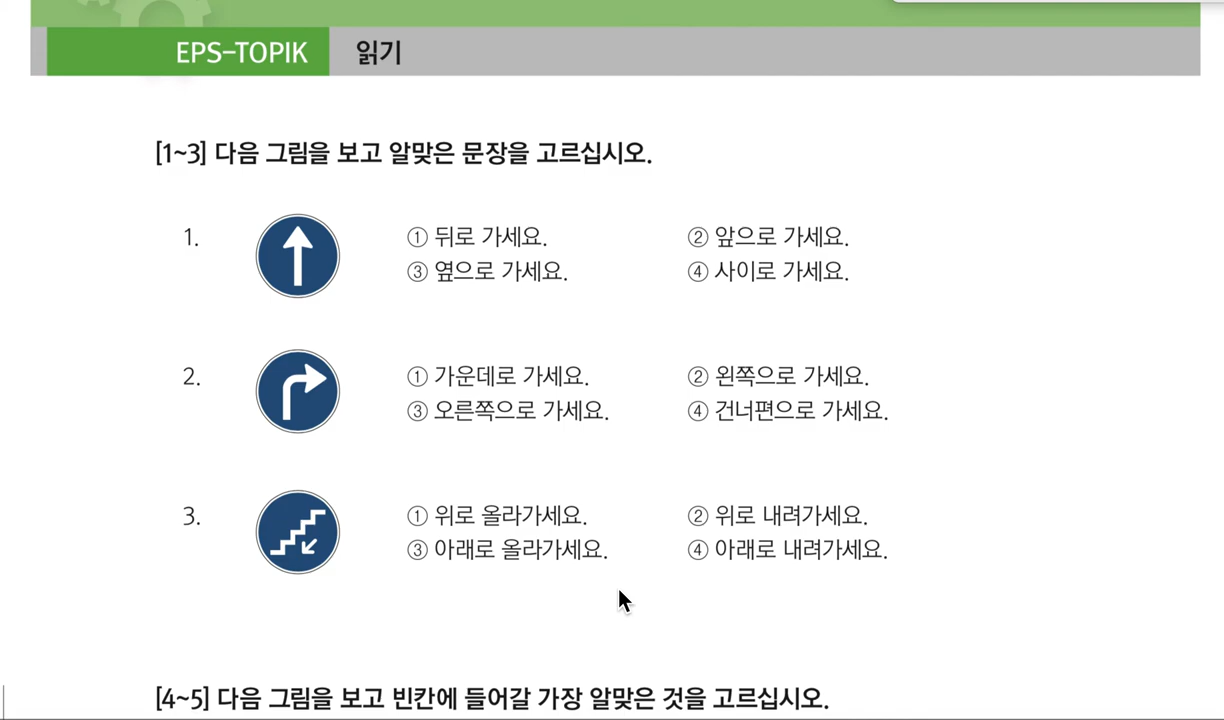 EPS-TOPIK 읽기
[1~3] 다음 그림을 보고 알맞은 문장을 고르십시오.
1. ① 뒤로 가세요. ② 앞으로 가세요.
③ 옆으로 가세요. ④ 사이로 가세요.
2. ① 가운데로 가세요. ② 왼쪽으로 가세요.
③ 오른쪽으로 가세요. ④ 건너편으로 가세요.
3. ① 위로 올라가세요. ② 위로 내려가세요.
③ 아래로 올라가세요. ④ 아래로 내려가세요.
[4~5] 다음 그림을 보고 빈칸에 들어갈 가장 알맞은 것을 고르십시오.